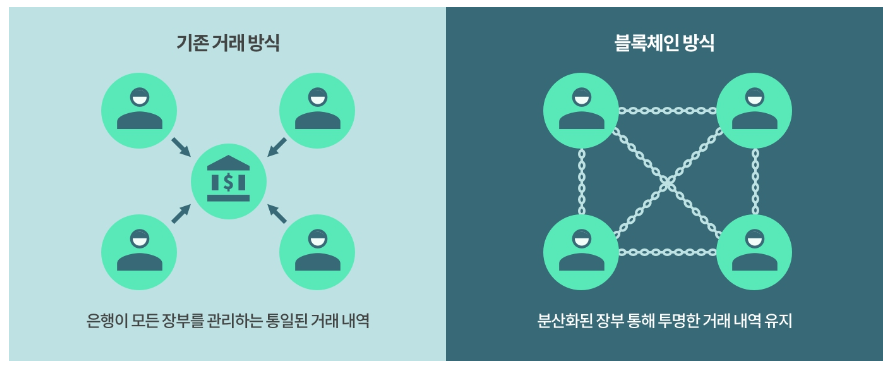 기존 거래 방식
블록체인 방식
$
은행이 모든 장부를 관리하는 통일된 거래 내역
분산화된 장부 통해 투명한 거래 내역 유지